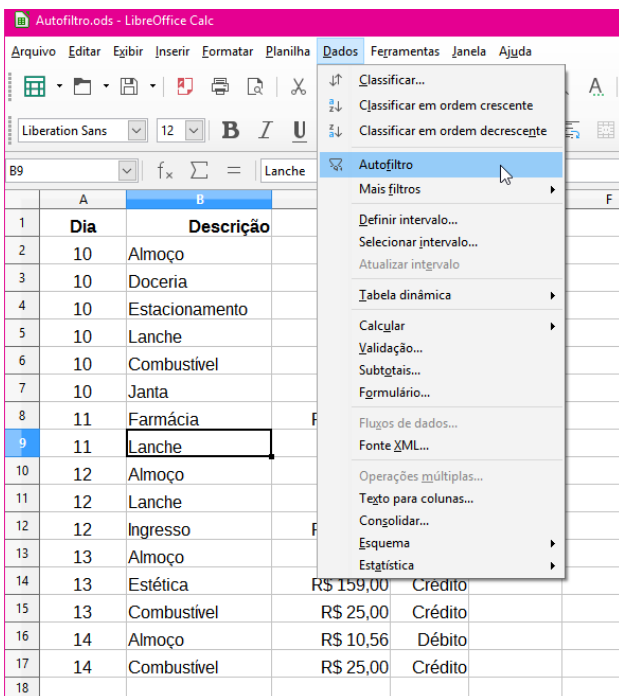 Autofiltro.ods - LibreOffice Calc
Arquivo Editar Exibir Inserir Formatar Planilha Dados Ferramentas Janela Ajuda
Liberation Sans 12 B I U A
B9 fx Σ = Lanche
A B F
1 Dia Descrição
2 10 Almoço
3 10 Doceria
4 10 Estacionamento
5 10 Lanche
6 10 Combustível
7 10 Janta
8 11 Farmácia
9 11 Lanche
10 12 Almoço
11 12 Lanche
12 12 Ingresso
13 13 Almoço
14 13 Estética R$ 159,00 Crédito
15 13 Combustível R$ 25,00 Crédito
16 14 Almoço R$ 10,56 Débito
17 14 Combustível R$ 25,00 Crédito
18
Classificar...
Classificar em ordem crescente
Classificar em ordem decrescente
Autofiltro
Mais filtros
Definir intervalo...
Selecionar intervalo...
Atualizar intervalo
Tabela dinâmica
Calcular
Validação...
Subtotais...
Formulário...
Fluxos de dados...
Fonte XML...
Operações múltiplas...
Texto para colunas...
Consolidar...
Esquema
Estatística